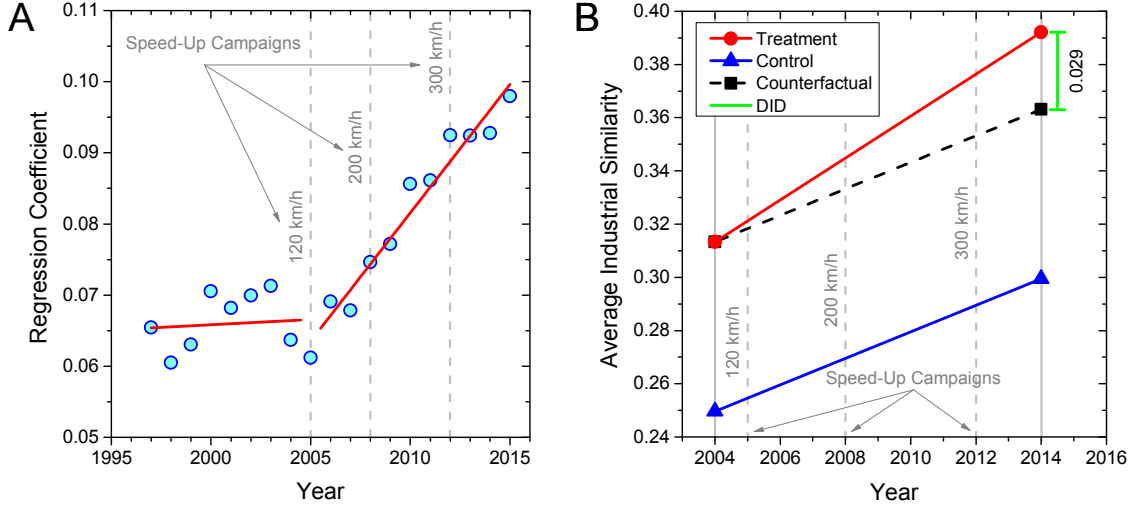 A
Speed-Up Campaigns
120 km/h
200 km/h
300 km/h
0.11
0.10
0.09
0.08
0.07
0.06
0.05
Regression Coefficient
1995
2000
2005
2010
2015
Year
B
Treatment
Control
Counterfactual
DID
0.029
120 km/h
200 km/h
300 km/h
Speed-Up Campaigns
0.40
0.38
0.36
0.34
0.32
0.30
0.28
0.26
0.24
Average Industrial Similarity
2004
2006
2008
2010
2012
2014
2016
Year